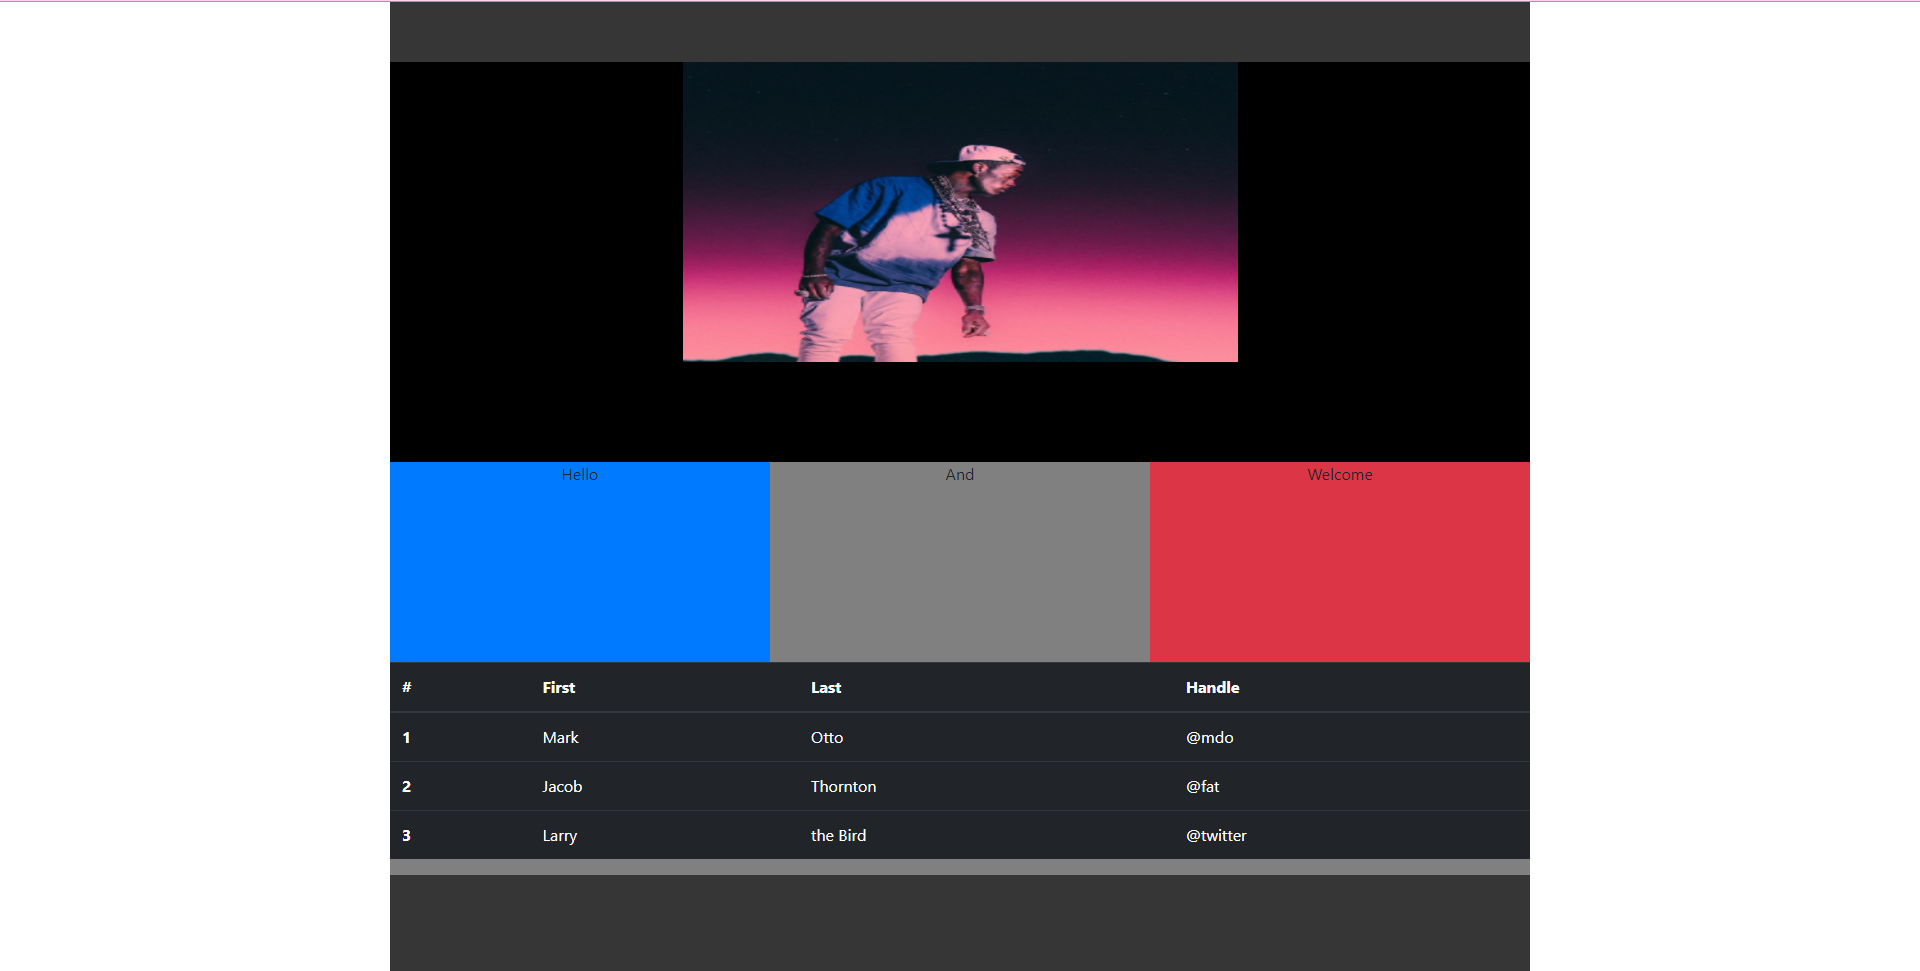 Hello And Welcome
# First Last Handle
1 Mark Otto @mdo
2 Jacob Thornton @fat
3 Larry the Bird @twitter